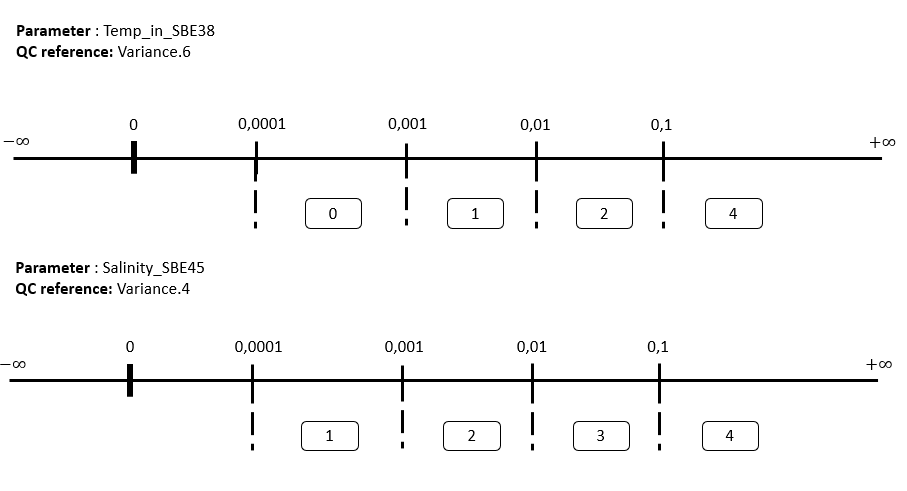 Parameter : Temp_in_SBE38
QC reference: Variance.6
0 0,0001 0,001 0,01 0,1
−∞ +∞
0 1 2 4
Parameter : Salinity_SBE45
QC reference: Variance.4
0 0,0001 0,001 0,01 0,1
−∞ +∞
1 2 3 4